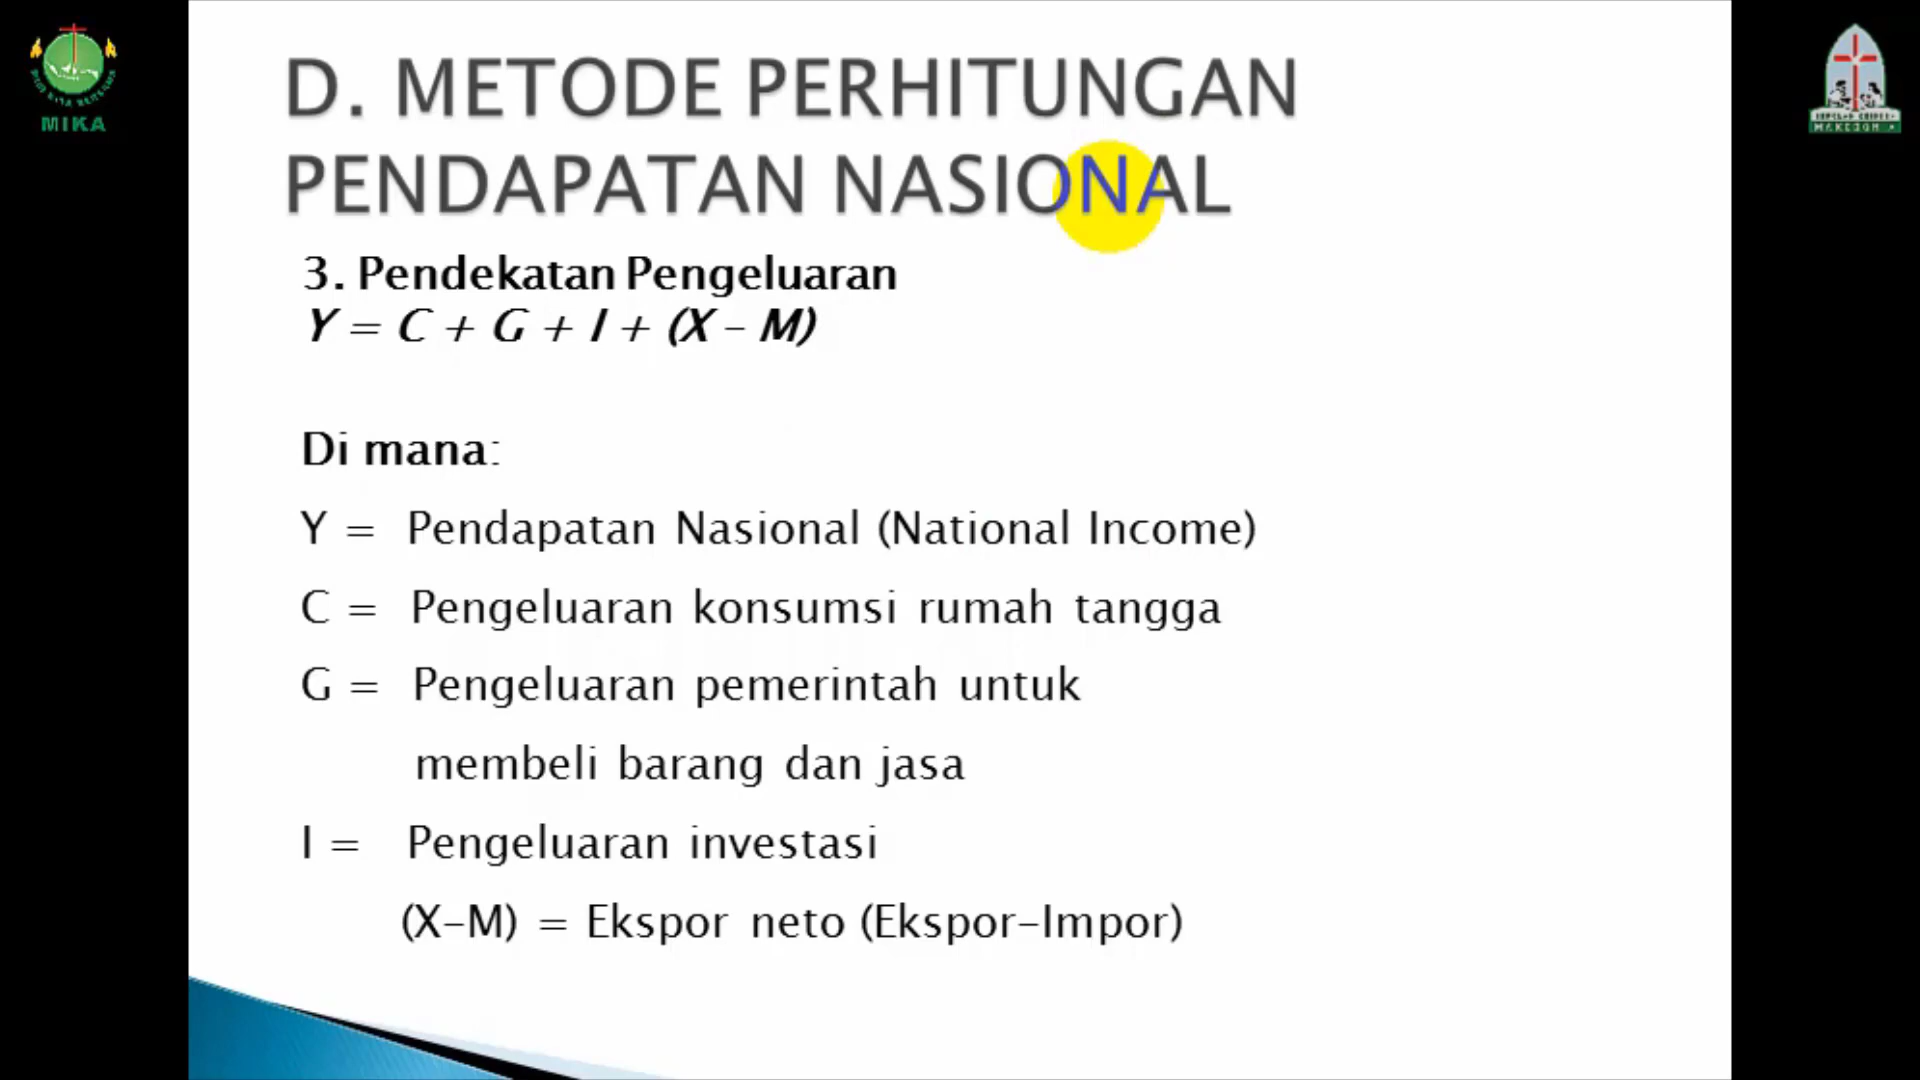 D. METODE PERHITUNGAN
PENDAPATAN NASIONAL
3. Pendekatan Pengeluaran
Y = C + G + I + (X – M)
Di mana:
Y = Pendapatan Nasional (National Income)
C = Pengeluaran konsumsi rumah tangga
G = Pengeluaran pemerintah untuk
membeli barang dan jasa
I = Pengeluaran investasi
(X–M) = Ekspor neto (Ekspor–Impor)
MIKA